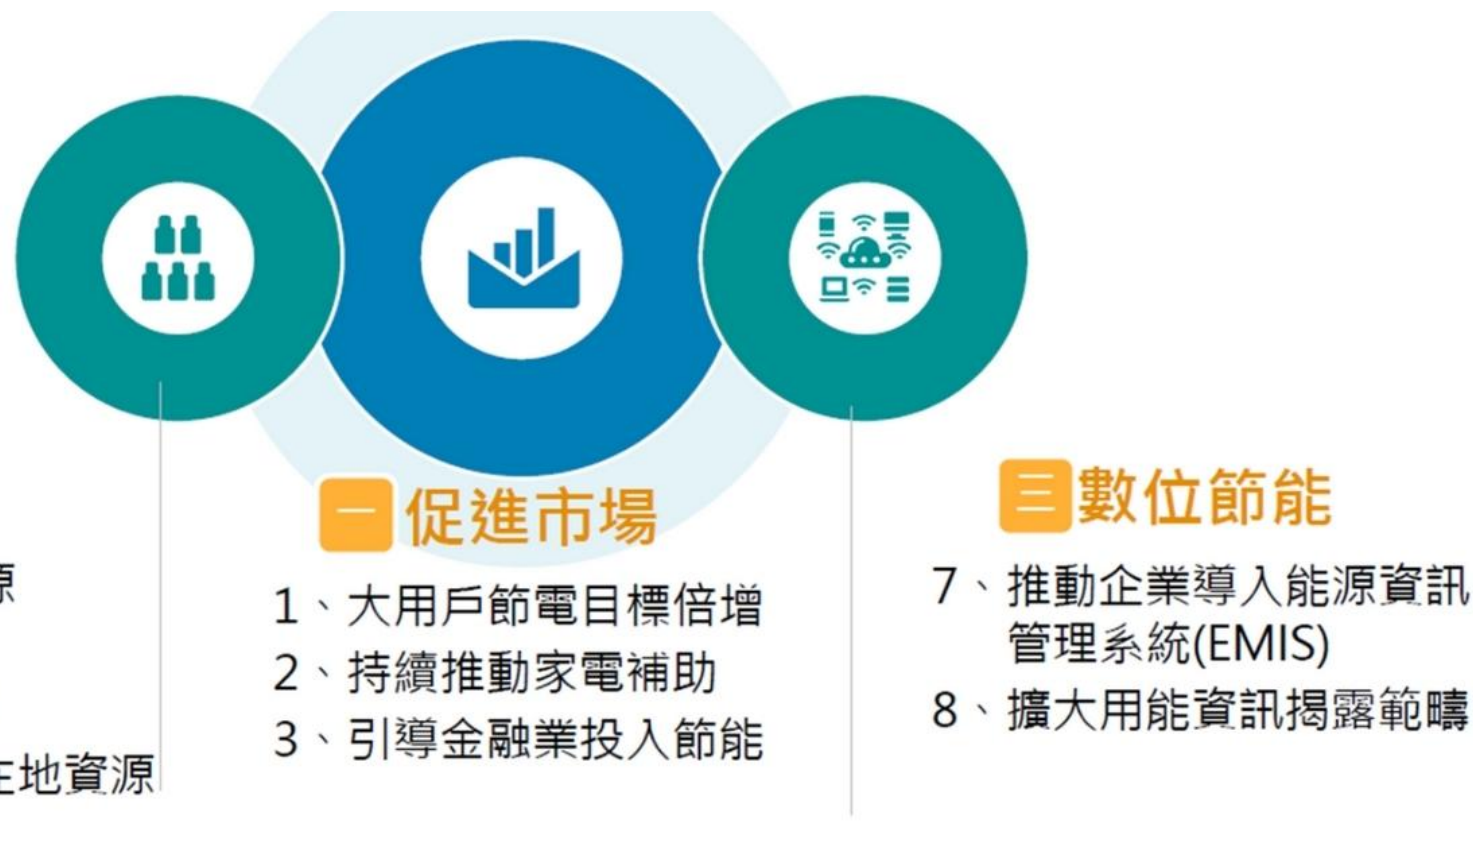 源
地資源
一 促進市場
1、大用戶節電目標倍增
2、持續推動家電補助
3、引導金融業投入節能
三 數位節能
7、推動企業導入能源資訊
管理系統(EMIS)
8、擴大用能資訊揭露範疇